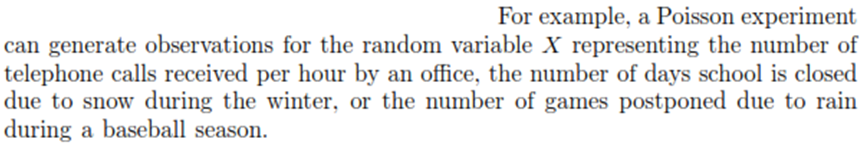 For example, a Poisson experiment
can generate observations for the random variable X representing the number of
telephone calls received per hour by an office, the number of days school is closed
due to snow during the winter, or the number of games postponed due to rain
during a baseball season.